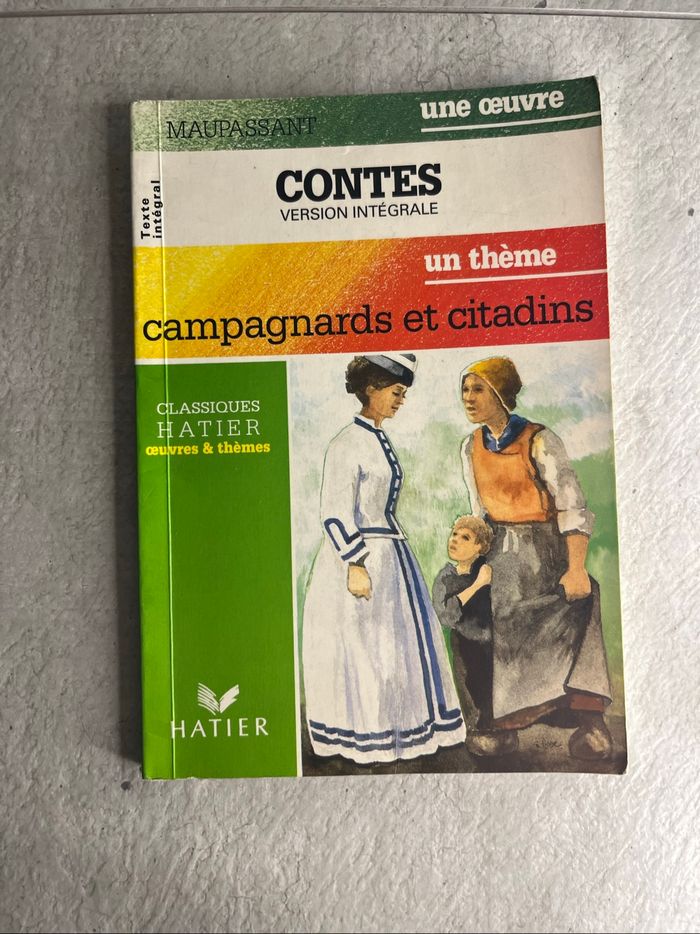 MAUPASSANT
une œuvre
Texte
intégral
CONTES
VERSION INTÉGRALE
un thème
campagnards et citadins
CLASSIQUES
HATIER
œuvres & thèmes
HATIER